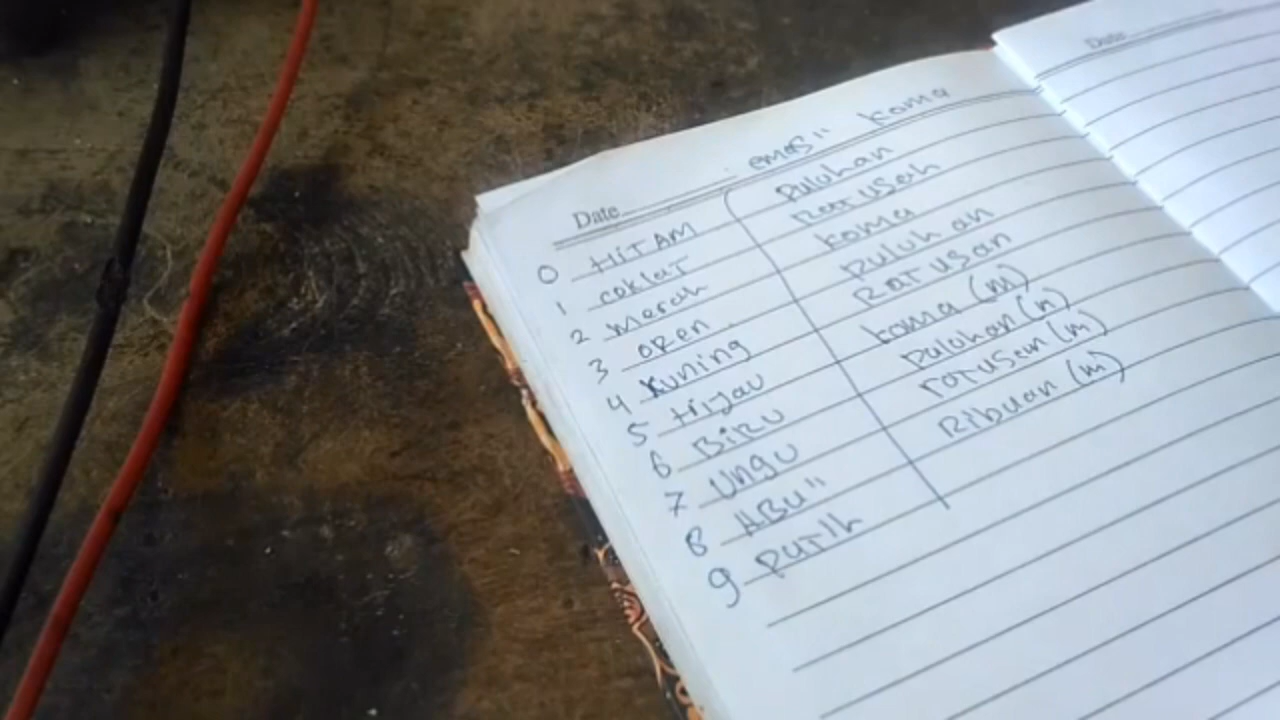 Date
Date emas" koma
0 HiTAM puluhan
1 coklat ratusan
2 merah koma
3 oren puluhan
4 kuning ratusan
5 Hijau koma (m)
6 Biru puluhan (m)
7 Ungu ratusan (m)
8 ABU" Ribuan (m)
9 putih